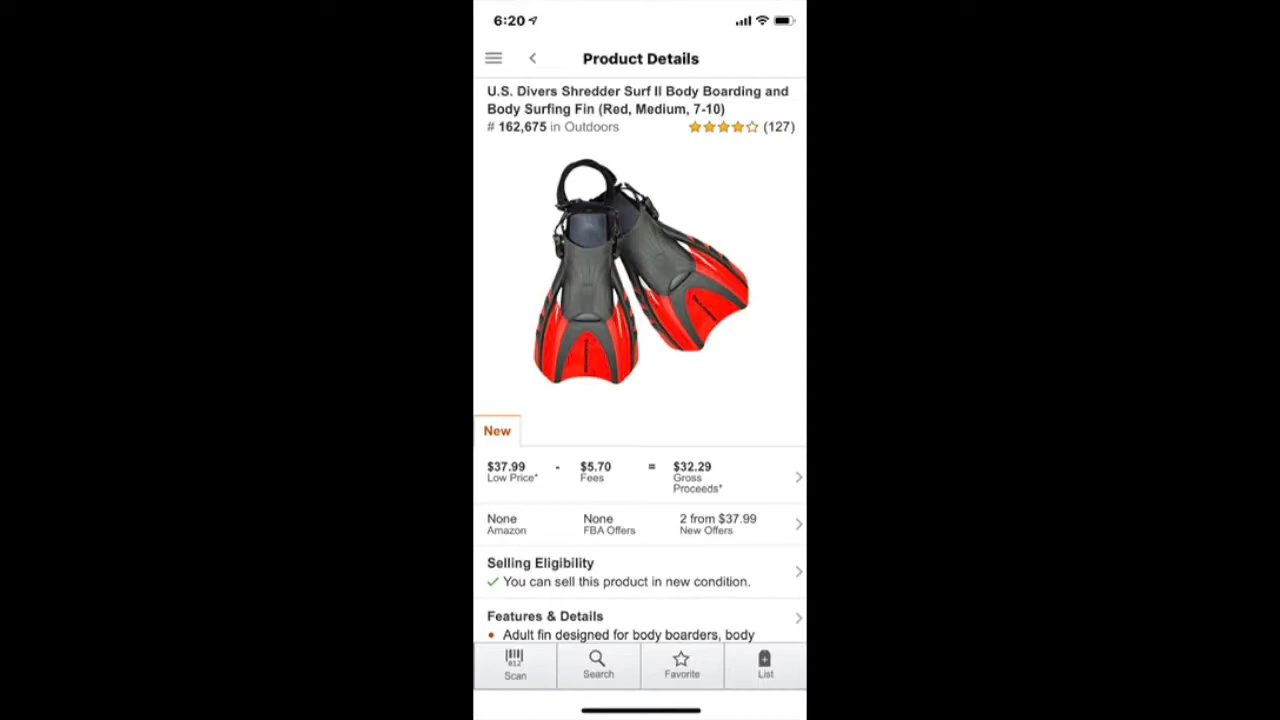 6:20
Product Details
U.S. Divers Shredder Surf II Body Boarding and
Body Surfing Fin (Red, Medium, 7-10)
# 162,675 in Outdoors (127)
New
$37.99 - $5.70 = $32.29
Low Price* Fees Gross
Proceeds*
None None 2 from $37.99
Amazon FBA Offers New Offers
Selling Eligibility
You can sell this product in new condition.
Features & Details
• Adult fin designed for body boarders, body
Scan Search Favorite List